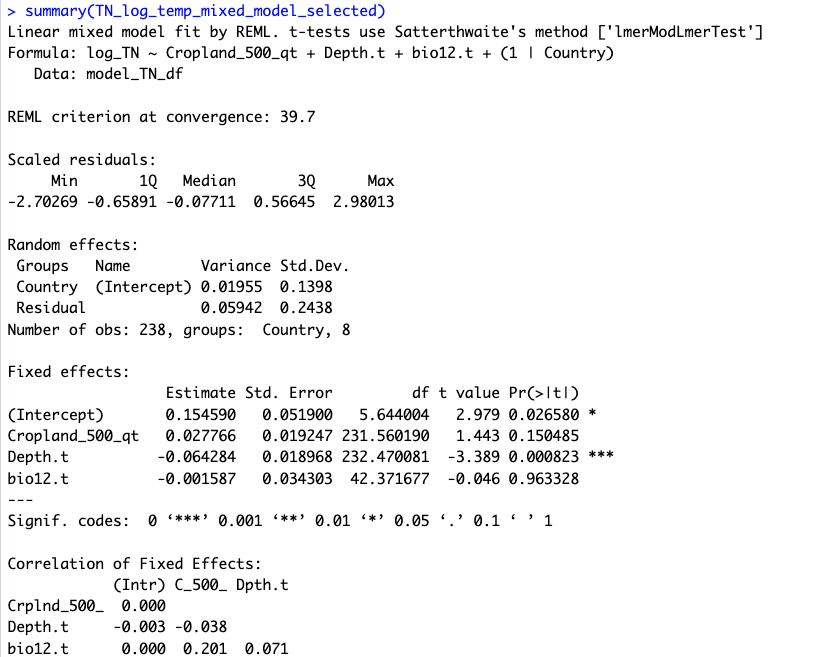 > summary(TN_log_temp_mixed_model_selected)
Linear mixed model fit by REML. t-tests use Satterthwaite's method ['lmerModLmerTest']
Formula: log_TN ~ Cropland_500_qt + Depth.t + bio12.t + (1 | Country)
   Data: model_TN_df

REML criterion at convergence: 39.7

Scaled residuals:
     Min       1Q   Median       3Q      Max
-2.70269 -0.65891 -0.07711  0.56645  2.98013

Random effects:
 Groups   Name        Variance Std.Dev.
 Country  (Intercept) 0.01955  0.1398
 Residual             0.05942  0.2438
Number of obs: 238, groups:  Country, 8

Fixed effects:
                  Estimate Std. Error         df t value Pr(>|t|)
(Intercept)       0.154590   0.051900   5.644004   2.979 0.026580 *
Cropland_500_qt   0.027766   0.019247 231.560190   1.443 0.150485
Depth.t          -0.064284   0.018968 232.470081  -3.389 0.000823 ***
bio12.t          -0.001587   0.034303  42.371677  -0.046 0.963328
---
Signif. codes:  0 ‘***’ 0.001 ‘**’ 0.01 ‘*’ 0.05 ‘.’ 0.1 ‘ ’ 1

Correlation of Fixed Effects:
            (Intr) C_500_ Dpth.t
Crplnd_500_  0.000
Depth.t     -0.003 -0.038
bio12.t      0.000  0.201  0.071